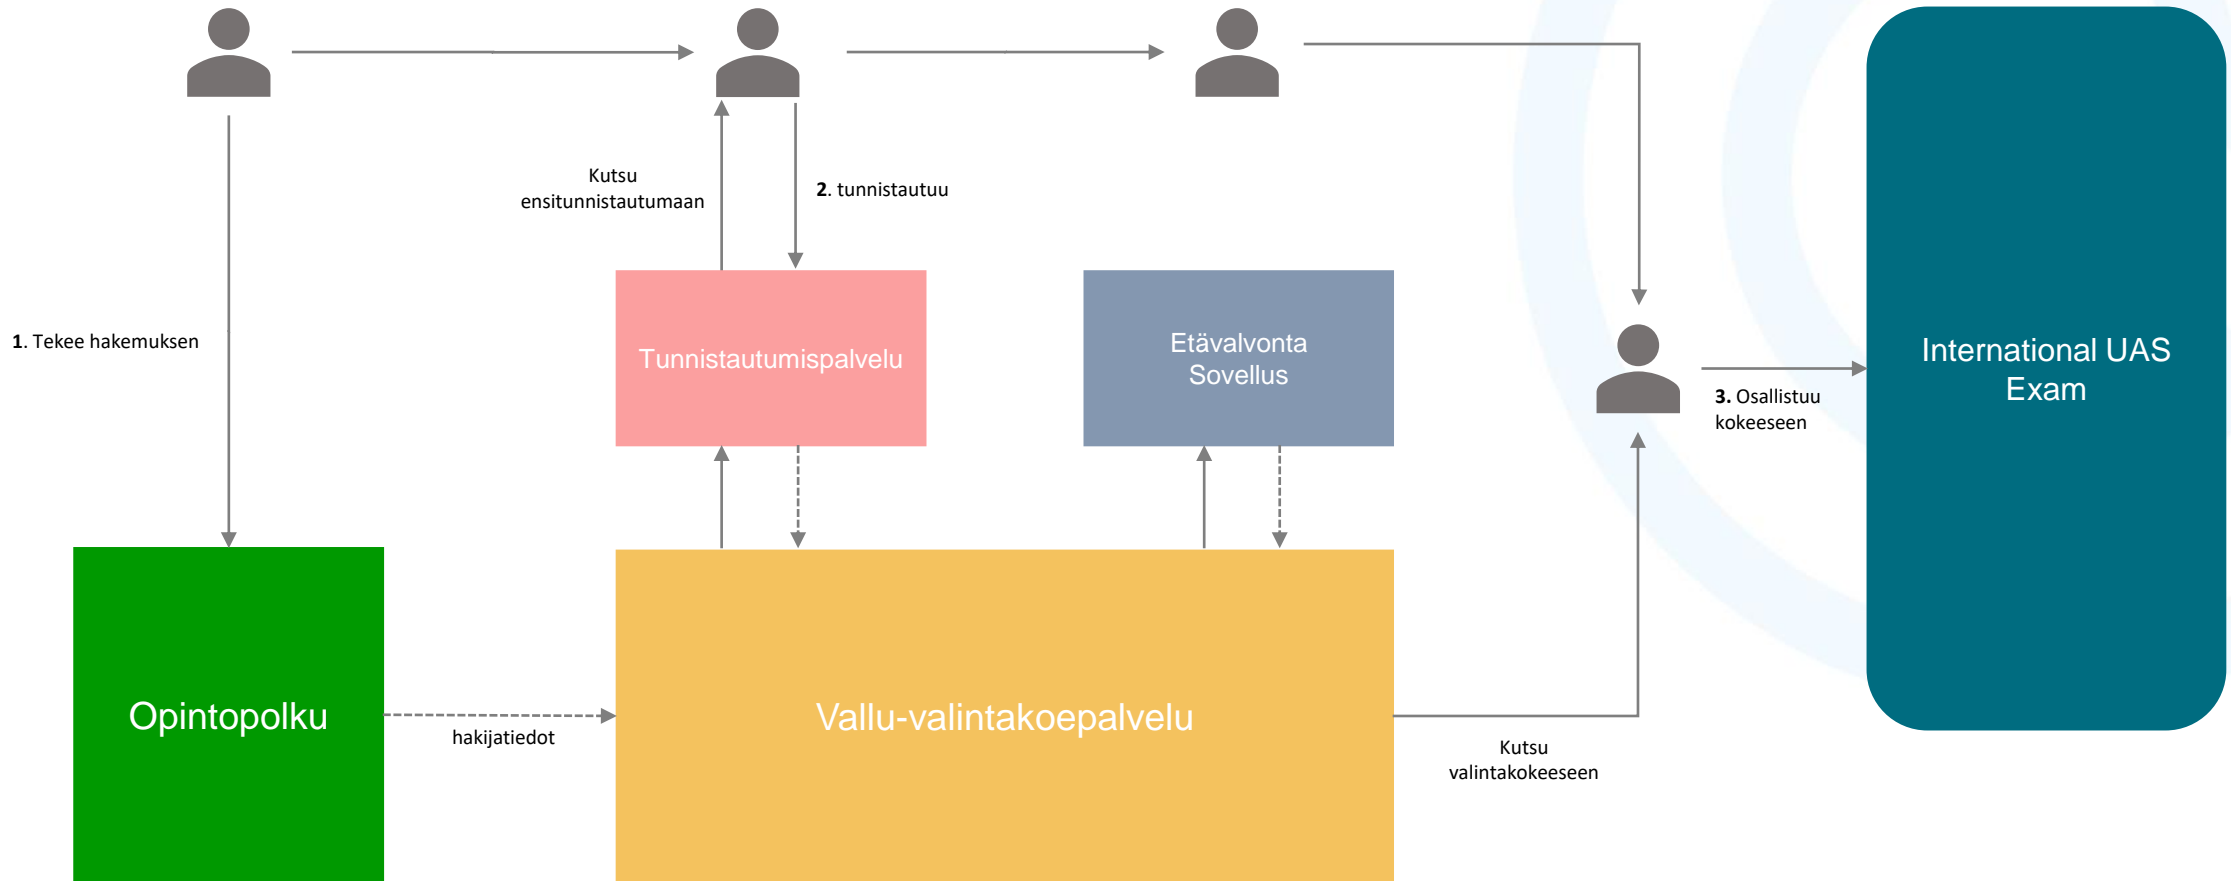 Kutsu
ensitunnistautumaan
2. tunnistautuu
1. Tekee hakemuksen
Tunnistautumispalvelu
Etävalvonta
Sovellus
International UAS
Exam
3. Osallistuu
kokeeseen
Opintopolku
hakijatiedot
Vallu-valintakoepalvelu
Kutsu
valintakokeeseen